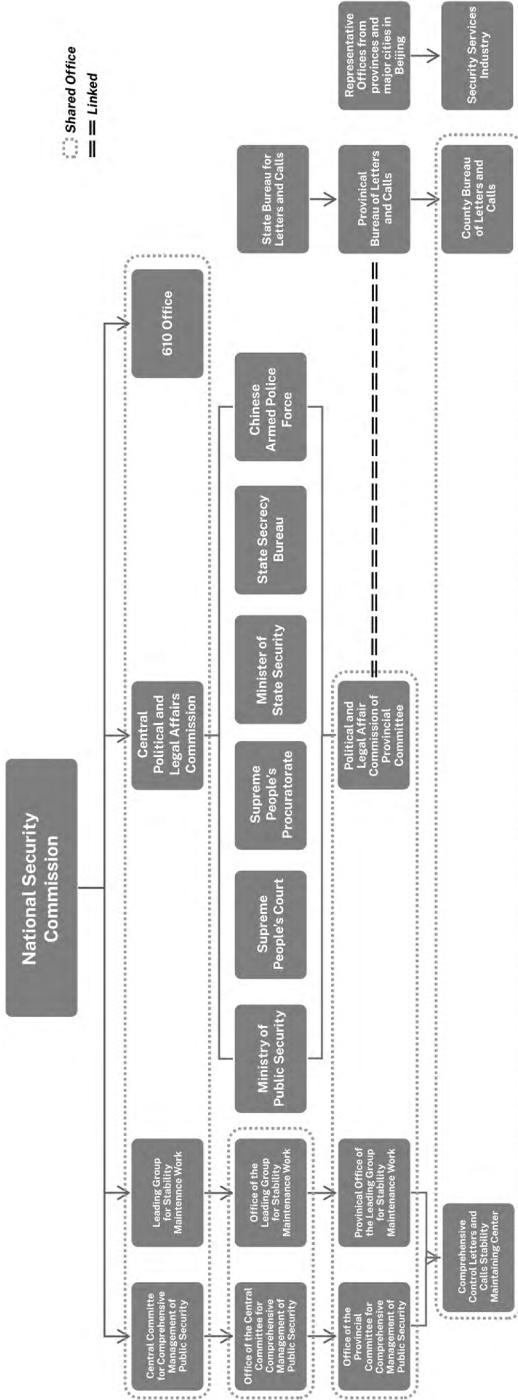 Shared Office
Linked
National Security
Commission
Central Committe
for Comprehensive
Management of
Public Security
Leading Group
for Stability
Maintennce Work
Central
Political and
Legal Affairs
Commission
610 Office
Office of the Central
Committee for
Comprehensive
Management of
Public Security
Office of the
Leading Group
for Stability
Maintenance Work
Ministry of
Public Security
Supreme
People's Court
Supreme
People's
Procuratorate
Minister of
State Security
State Secrecy
Bureau
Chinese
Armed Police
Force
State Bureau for
Letters and Calls
Office of the
Provincial
Committee for
Comprehensive
Management of
Public Security
Provinical Office of
the Leading Group
for Stability
Maintenance Work
Political and
Legal Affair
Commission of
Provincial
Committee
Provinical
Bureau of Letters
and Calls
Representative
Offices from
provinces and
major cities in
Beijing
Comprehensive
Control Letters and
Calls Stability
Maintaining Center
County Bureau
of Letters and
Calls
Security Services
Industry